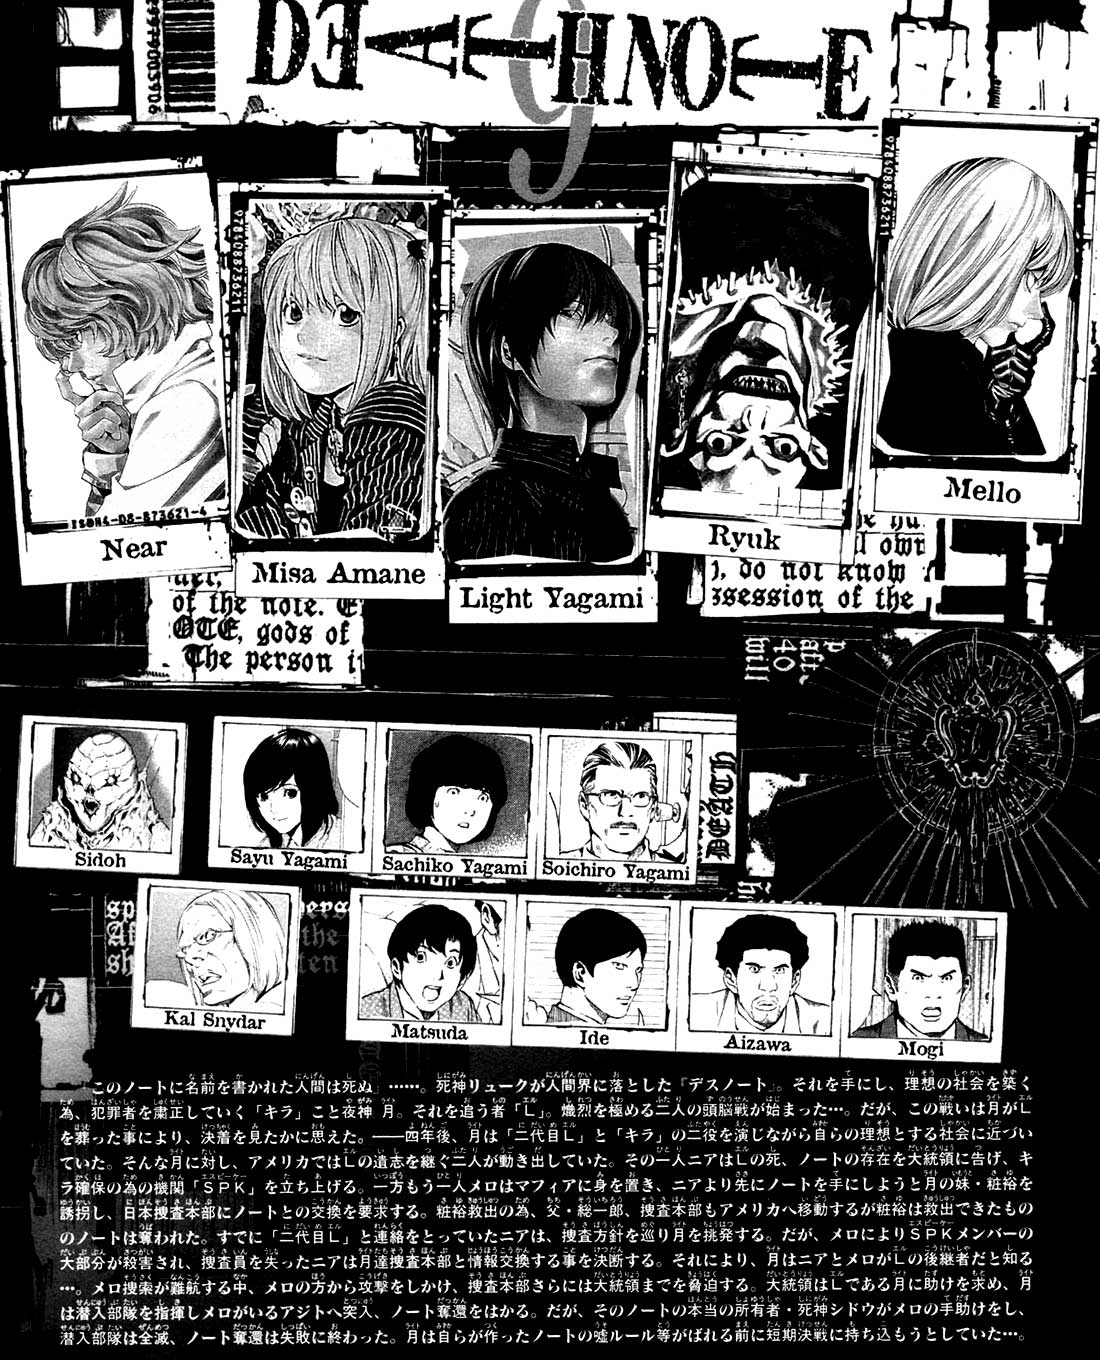 DEATH NOTE
9
9784088736211
9784088736211
ISBN4-08-873621-4
Near
Misa Amane
Light Yagami
Ryuk
Mello
of the note.
NOTE, gods of
The person
own
do not know
of the
Sidoh
Sayu Yagami
Sachiko Yagami
Soichiro Yagami
DEATH
Kal Snydar
Matsuda
Ide
Aizawa
Mogi
「このノートに名前を書かれた人間は死ぬ」……。死神リュークが人間界に落とした『デスノート』。それを手にし、理想の社会を築く
為、犯罪者を粛正していく「キラ」こと夜神 月。それを追う者「L」。熾烈を極める二人の頭脳戦が始まった…。だが、この戦いは月がL
を葬った事により、決着を見たかに思えた。――四年後、月は「二代目L」と「キラ」の二役を演じながら自らの理想とする社会に近づい
ていた。そんな月に対し、アメリカではLの遺志を継ぐ二人が動き出していた。その一人ニアはLの死、ノートの存在を大統領に告げ、キ
ラ確保の為の機関「SPK」を立ち上げる。一方もう一人メロはマフィアに身を置き、ニアより先にノートを手にしようと月の妹・粧裕を
誘拐し、日本捜査本部にノートとの交換を要求する。粧裕救出の為、父・総一郎、捜査本部もアメリカへ移動するが粧裕は救出できたもの
のノートは奪われた。すでに「二代目L」と連絡をとっていたニアは、捜査方針を巡り月を挑発する。だが、メロによりSPKメンバーの
大部分が殺害され、捜査員を失ったニアは月達捜査本部と情報交換する事を決断する。それにより、月はニアとメロがLの後継者だと知る
…。メロ捜索が難航する中、メロの方から攻撃をしかけ、捜査本部さらには大統領までを脅迫する。大統領はLである月に助けを求め、月
は潜入部隊を指揮しメロがいるアジトへ突入、ノート奪還をはかる。だが、そのノートの本当の所有者・死神シドウがメロの手助けをし、
潜入部隊は全滅、ノート奪還は失敗に終わった。月は自らが作ったノートの嘘ルール等がばれる前に短期決戦に持ち込もうとしていた…。